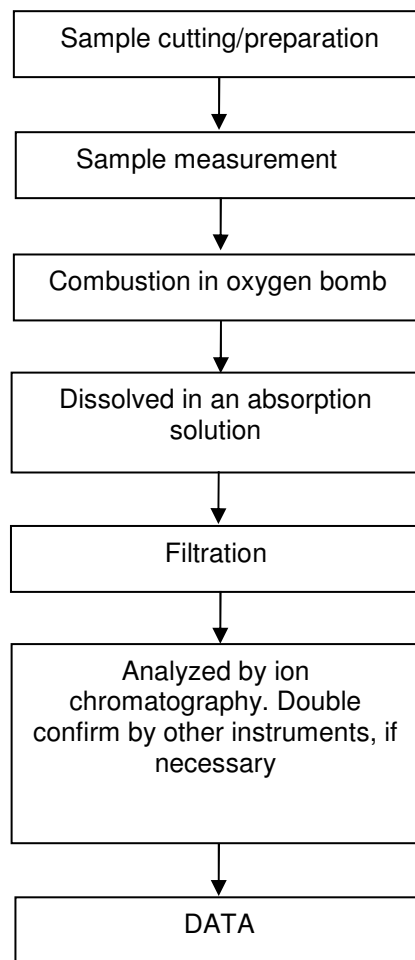 Sample cutting/preparation
Sample measurement
Combustion in oxygen bomb
Dissolved in an absorption
solution
Filtration
Analyzed by ion
chromatography. Double
confirm by other instruments, if
necessary
DATA